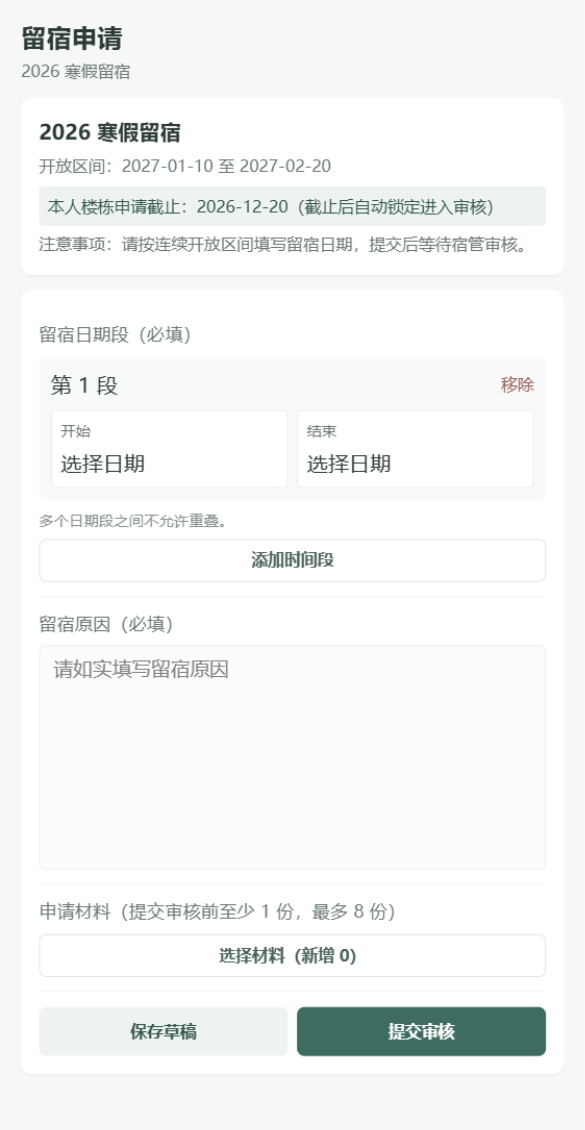 留宿申请
2026 寒假留宿
2026 寒假留宿
开放区间：2027-01-10 至 2027-02-20
本人楼栋申请截止：2026-12-20（截止后自动锁定进入审核）
注意事项：请按连续开放区间填写留宿日期，提交后等待宿管审核。
留宿日期段（必填）
第 1 段 移除
开始 结束
选择日期 选择日期
多个日期段之间不允许重叠。
添加时间段
留宿原因（必填）
请如实填写留宿原因
申请材料（提交审核前至少 1 份，最多 8 份）
选择材料（新增 0）
保存草稿 提交审核